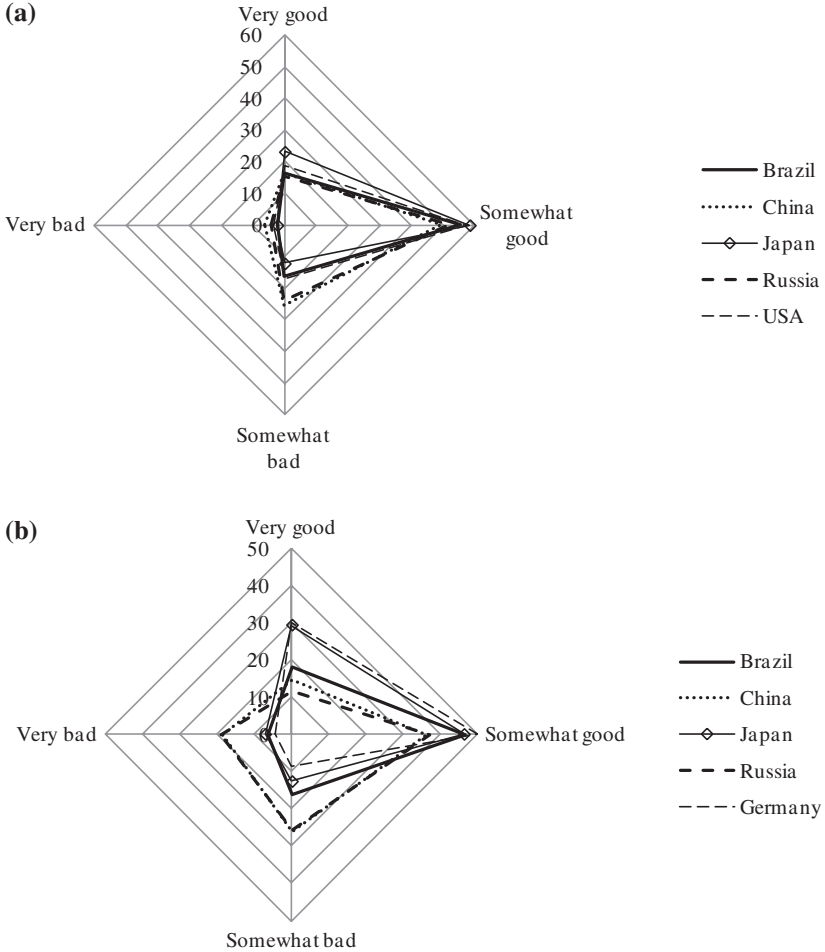 (a)
Very good
60
50
40
30
20
10
0
Very bad
Somewhat
good
Somewhat
bad
Brazil
China
Japan
Russia
USA
(b)
Very good
50
40
30
20
10
Very bad
Somewhat good
Somewhat bad
Brazil
China
Japan
Russia
Germany